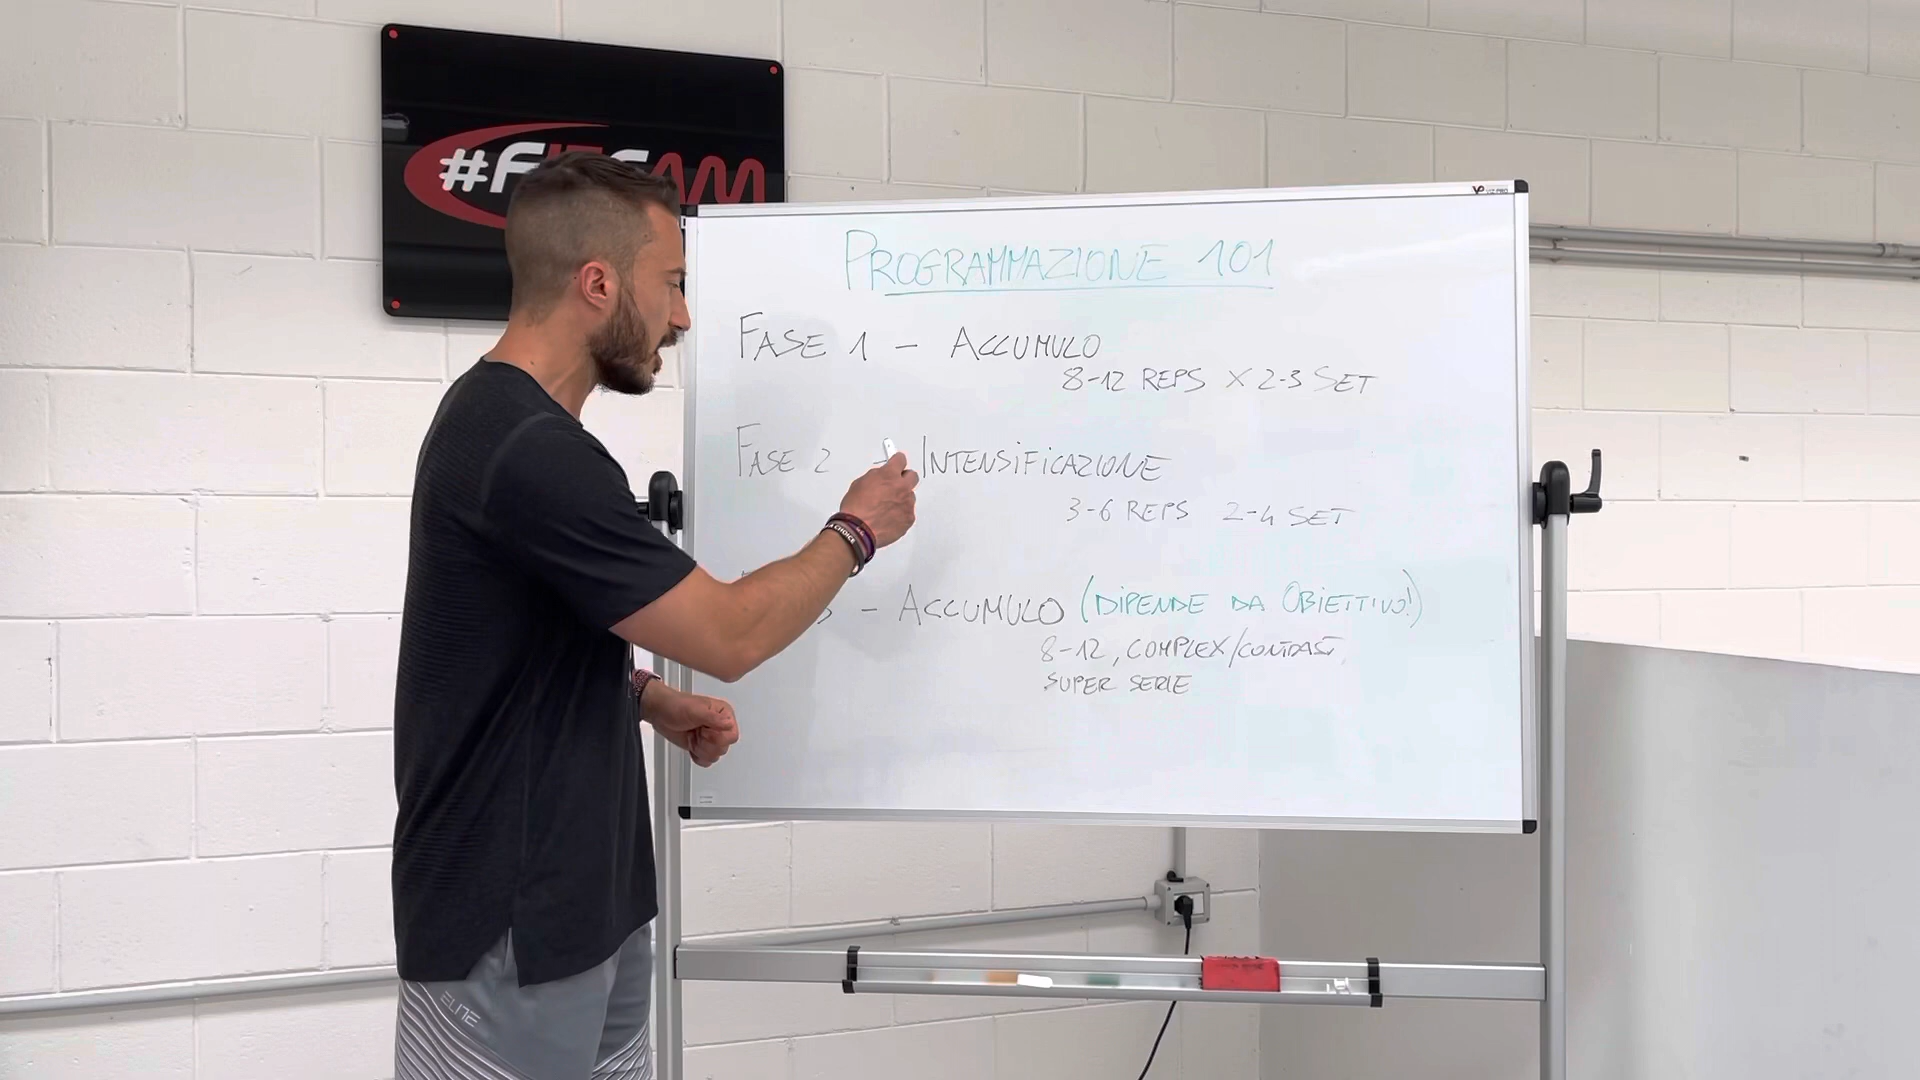 PROGRAMMAZIONE 101
FASE 1 - ACCUMULO
8-12 REPS X 2-3 SET
FASE 2 - INTENSIFICAZIONE
3-6 REPS 2-4 SET
3 - ACCUMULO (DIPENDE DA OBIETTIVO!)
8-12, COMPLEX/CONTRAST,
SUPER SERIE
ELITE